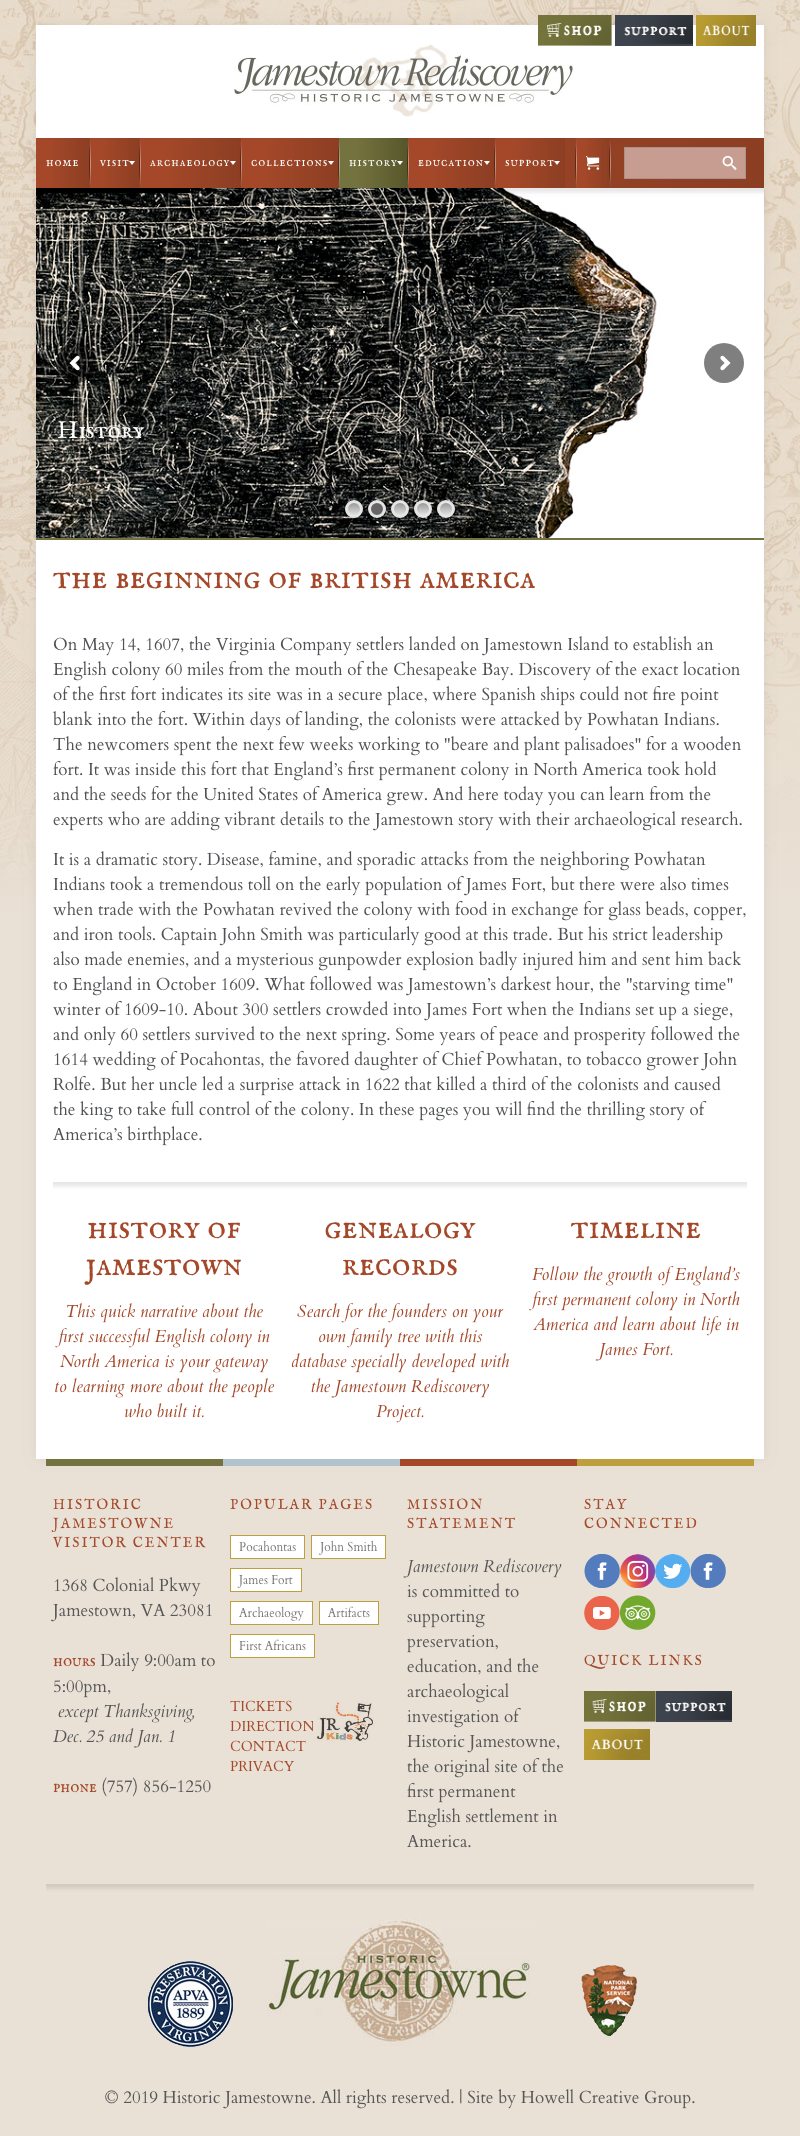 SHOP SUPPORT ABOUT
Jamestown Rediscovery
HISTORIC JAMESTOWNE
HOME VISIT ARCHAEOLOGY COLLECTIONS HISTORY EDUCATION SUPPORT
History
THE BEGINNING OF BRITISH AMERICA
On May 14, 1607, the Virginia Company settlers landed on Jamestown Island to establish an
English colony 60 miles from the mouth of the Chesapeake Bay. Discovery of the exact location
of the first fort indicates its site was in a secure place, where Spanish ships could not fire point
blank into the fort. Within days of landing, the colonists were attacked by Powhatan Indians.
The newcomers spent the next few weeks working to "beare and plant palisadoes" for a wooden
fort. It was inside this fort that England’s first permanent colony in North America took hold
and the seeds for the United States of America grew. And here today you can learn from the
experts who are adding vibrant details to the Jamestown story with their archaeological research.
It is a dramatic story. Disease, famine, and sporadic attacks from the neighboring Powhatan
Indians took a tremendous toll on the early population of James Fort, but there were also times
when trade with the Powhatan revived the colony with food in exchange for glass beads, copper,
and iron tools. Captain John Smith was particularly good at this trade. But his strict leadership
also made enemies, and a mysterious gunpowder explosion badly injured him and sent him back
to England in October 1609. What followed was Jamestown’s darkest hour, the "starving time"
winter of 1609-10. About 300 settlers crowded into James Fort when the Indians set up a siege,
and only 60 settlers survived to the next spring. Some years of peace and prosperity followed the
1614 wedding of Pocahontas, the favored daughter of Chief Powhatan, to tobacco grower John
Rolfe. But her uncle led a surprise attack in 1622 that killed a third of the colonists and caused
the king to take full control of the colony. In these pages you will find the thrilling story of
America’s birthplace.
HISTORY OF
JAMESTOWN
This quick narrative about the
first successful English colony in
North America is your gateway
to learning more about the people
who built it.
GENEALOGY
RECORDS
Search for the founders on your
own family tree with this
database specially developed with
the Jamestown Rediscovery
Project.
TIMELINE
Follow the growth of England’s
first permanent colony in North
America and learn about life in
James Fort.
HISTORIC
JAMESTOWNE
VISITOR CENTER
1368 Colonial Pkwy
Jamestown, VA 23081
HOURS Daily 9:00am to
5:00pm,
except Thanksgiving,
Dec. 25 and Jan. 1
PHONE (757) 856-1250
POPULAR PAGES
Pocahontas John Smith
James Fort
Archaeology Artifacts
First Africans
TICKETS
DIRECTION
CONTACT
PRIVACY
JR
Kids
MISSION
STATEMENT
Jamestown Rediscovery
is committed to
supporting
preservation,
education, and the
archaeological
investigation of
Historic Jamestowne,
the original site of the
first permanent
English settlement in
America.
STAY
CONNECTED
QUICK LINKS
SHOP SUPPORT
ABOUT
PRESERVATION
APVA
1889
VIRGINIA
HISTORIC
Jamestowne®
NATIONAL
PARK
SERVICE
© 2019 Historic Jamestowne. All rights reserved. | Site by Howell Creative Group.